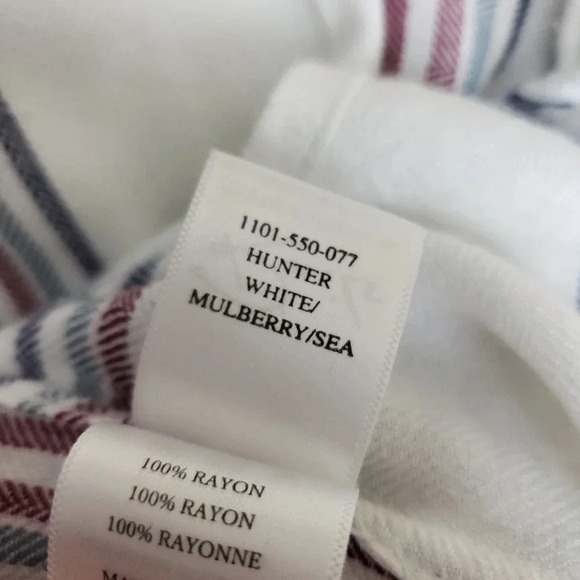 1101-550-077
HUNTER
WHITE/
MULBERRY/SEA
100% RAYON
100% RAYON
100% RAYONNE